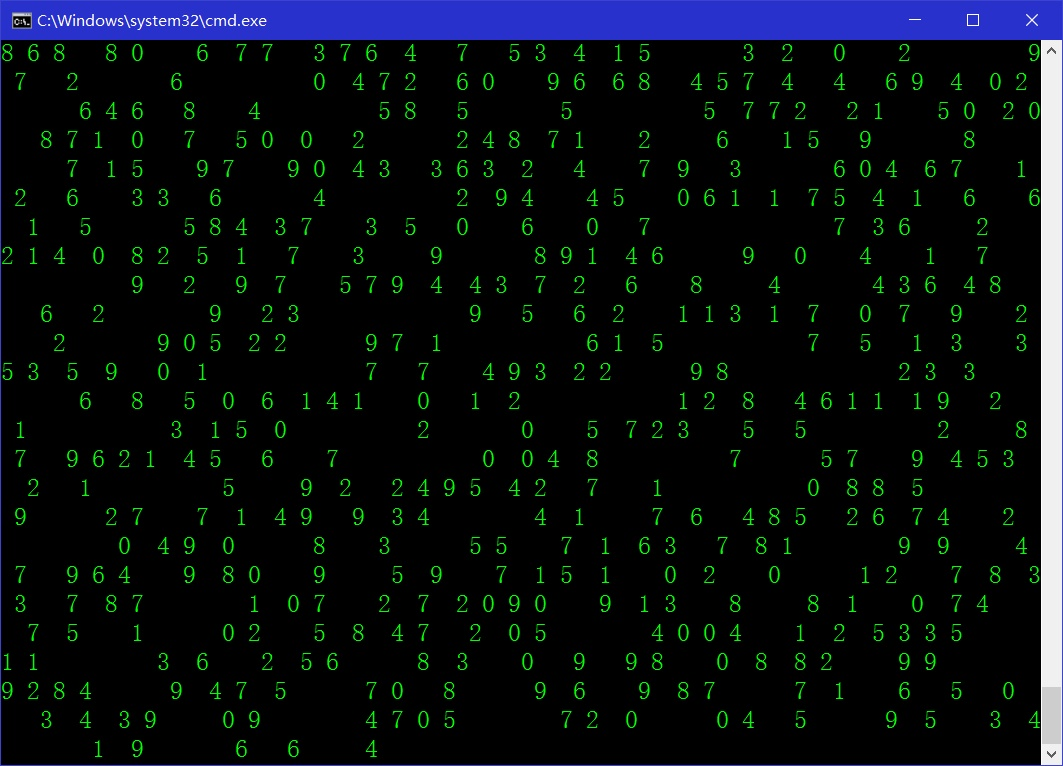 C:\Windows\system32\cmd.exe
8 6 8   8 0    6  7 7   3 7 6  4   7   5 3  4  1 5       3  2   0    2         9
7   2       6          0  4 7 2   6 0    9 6  6 8   4 5 7  4   4   6 9  4  0 2
6 4 6   8    4         5 8   5       5          5  7 7 2   2 1    5 0  2 0
8 7 1  0   7   5 0  0   2       2 4 8  7 1    2     6    1 5   9       8
7  1 5    9 7    9 0  4 3   3 6 3  2   4    7  9   3       6 0 4  6 7    1
2   6    3 3   6       4          2  9 4    4 5    0 6 1  1  7 5  4  1   6    6
1   5       5 8 4  3 7    3  5   0    6    0   7              7  3 6     2
2 1 4  0  8 2  5  1   7    3     9       8 9 1  4 6      9   0    4    1   7
9   2   9  7    5 7 9  4  4 3  7  2   6    8     4       4 3 6  4 8
6   2        9   2 3             9   5   6  2    1 1 3  1  7   0  7   9    2
2       9 0 5  2 2      9 7  1           6 1  5           7   5   1  3    3
5 3  5  9   0  1            7   7    4 9 3  2 2      9 8             2 3  3
6   8   5  0  6  1 4 1    0   1  2            1 2  8   4 6 1 1  1 9   2
1           3  1 5  0          2       0    5  7 2 3    5   5          2     8
7   9 6 2 1  4 5   6    7           0  0 4  8          7      5 7    9  4 5 3
2   1          5     9  2   2 4 9 5  4 2   7    1           0  8 8  5
9      2 7    7  1  4 9   9  3 4        4  1     7  6   4 8 5   2 6  7 4    2
0  4 9  0      8    3      5 5    7  1  6 3   7  8 1        9  9     4
7   9 6 4    9  8 0    9     5  9    7  1 5  1    0  2    0      1 2    7  8  3
3   7  8 7        1  0 7    2  7  2 0 9 0    9  1 3    8     8  1    0  7 4
7  5    1      0 2    5  8  4 7   2  0 5        4 0 0 4    1  2  5 3 3 5
1 1         3  6    2  5 6      8  3    0   9   9 8    0  8  8 2     9 9
9 2 8 4      9  4 7  5      7 0   8      9  6    9  8 7      7  1    6   5   0
3  4  3 9     0 9        4 7 0 5        7 2  0      0 4   5      9  5    3  4
1  9       6   6     4